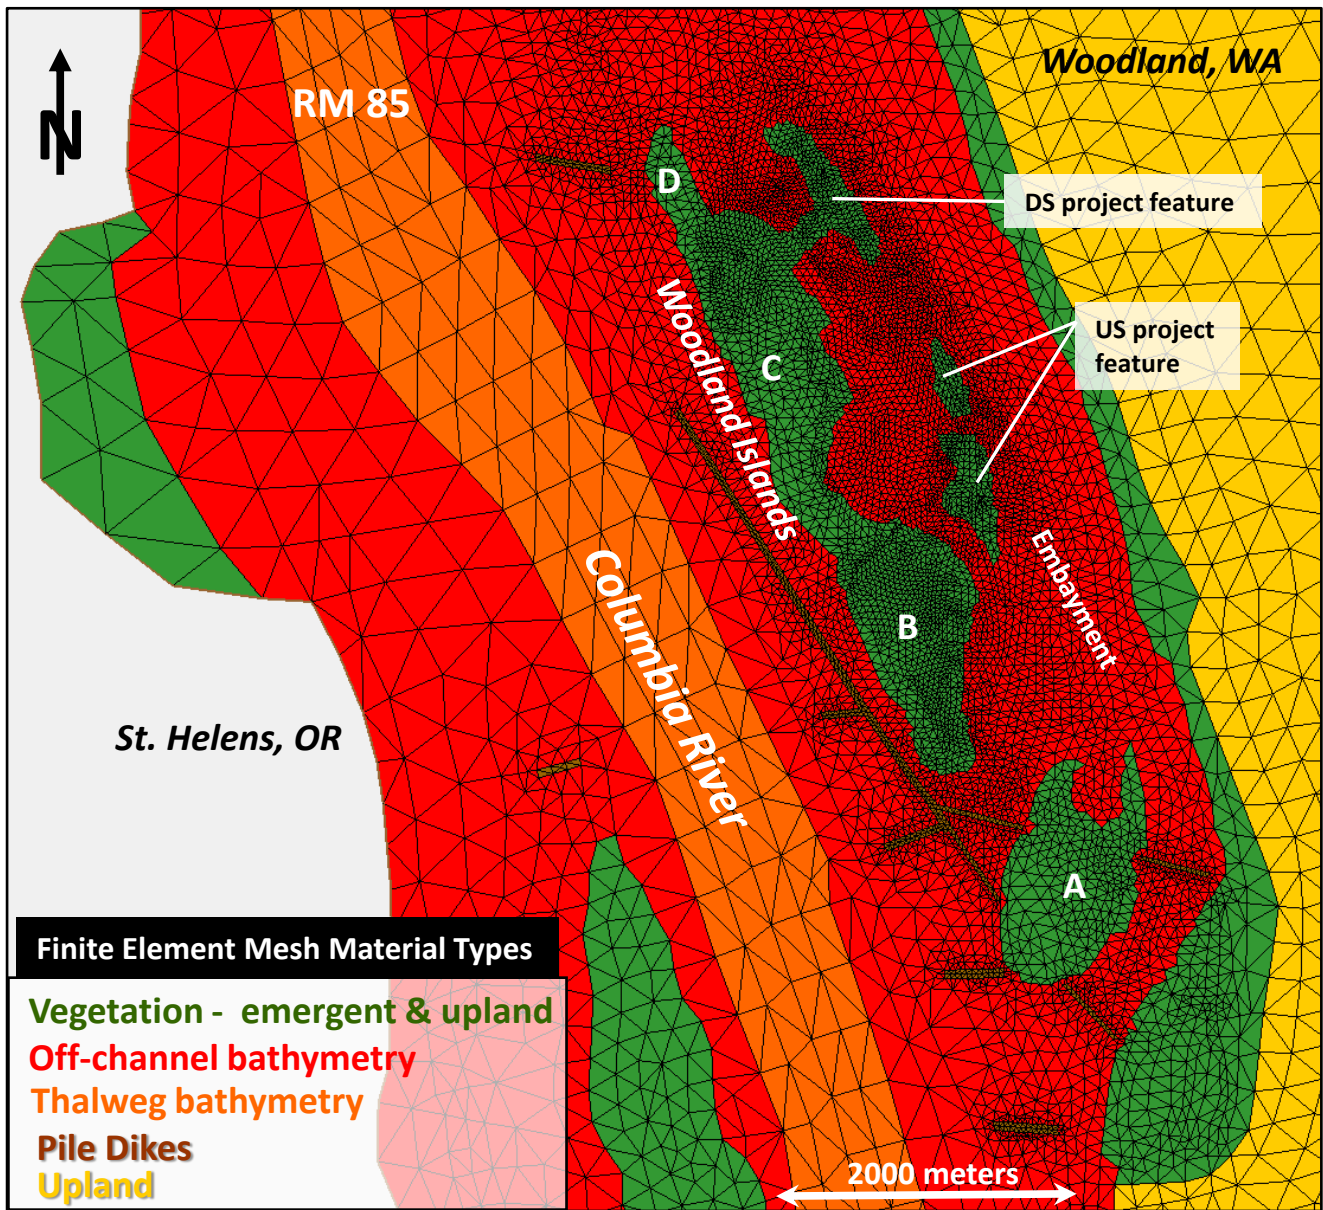 Woodland, WA
RM 85
N
D
DS project feature
US project
feature
Woodland Islands
C
Embayment
B
Columbia River
St. Helens, OR
A
Finite Element Mesh Material Types
Vegetation - emergent & upland
Off-channel bathymetry
Thalweg bathymetry
Pile Dikes
Upland
2000 meters